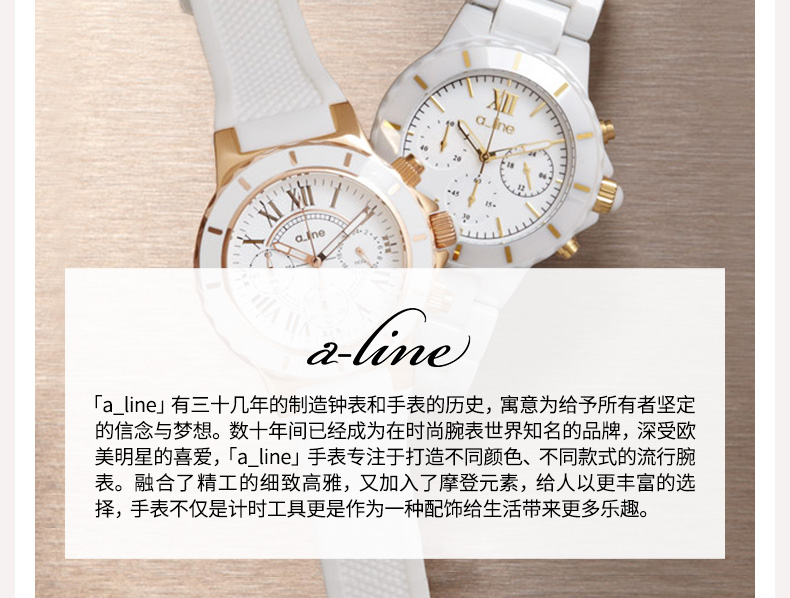 XII
a_line
XI XII I
X
a_line
a-line
「a_line」有三十几年的制造钟表和手表的历史，寓意为给予所有者坚定
的信念与梦想。数十年间已经成为在时尚腕表世界知名的品牌，深受欧
美明星的喜爱，「a_line」手表专注于打造不同颜色、不同款式的流行腕
表。融合了精工的细致高雅，又加入了摩登元素，给人以更丰富的选
择，手表不仅是计时工具更是作为一种配饰给生活带来更多乐趣。